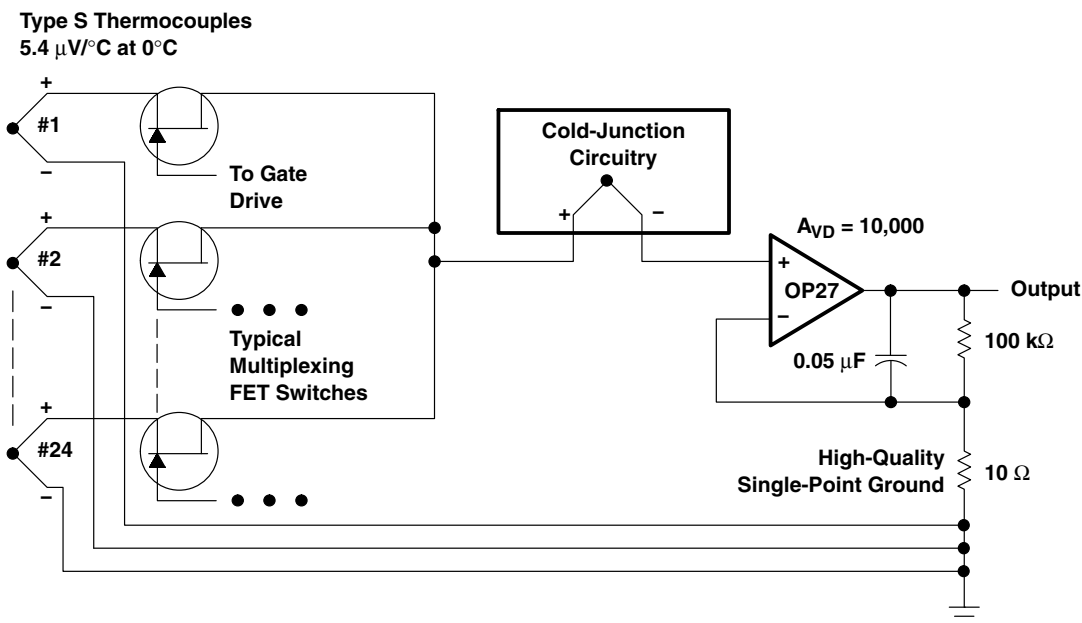 Type S Thermocouples
5.4 μV/°C at 0°C
+
#1
−
To Gate
Drive
+
#2
−
Typical
Multiplexing
FET Switches
+
#24
−
Cold-Junction
Circuitry
+ −
A_VD = 10,000
+
OP27
−
Output
100 kΩ
0.05 μF
High-Quality
Single-Point Ground
10 Ω